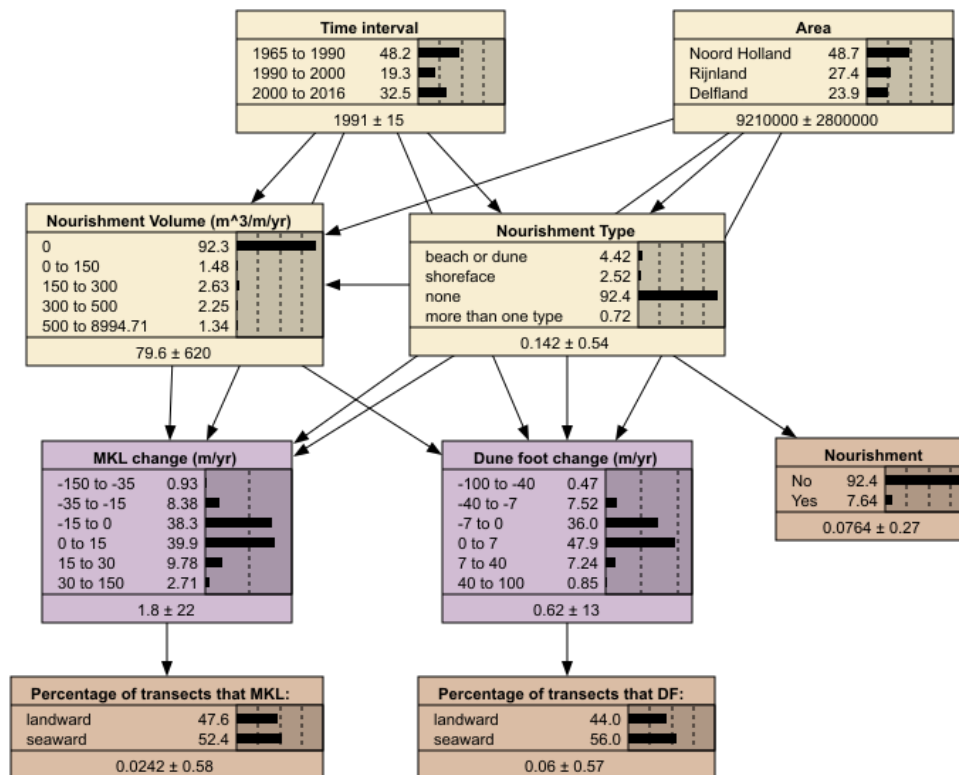 Time interval
1965 to 1990 48.2
1990 to 2000 19.3
2000 to 2016 32.5
1991 ± 15
Area
Noord Holland 48.7
Rijnland 27.4
Delfland 23.9
9210000 ± 2800000
Nourishment Volume (m^3/m/yr)
0 92.3
0 to 150 1.48
150 to 300 2.63
300 to 500 2.25
500 to 8994.71 1.34
79.6 ± 620
Nourishment Type
beach or dune 4.42
shoreface 2.52
none 92.4
more than one type 0.72
0.142 ± 0.54
MKL change (m/yr)
-150 to -35 0.93
-35 to -15 8.38
-15 to 0 38.3
0 to 15 39.9
15 to 30 9.78
30 to 150 2.71
1.8 ± 22
Dune foot change (m/yr)
-100 to -40 0.47
-40 to -7 7.52
-7 to 0 36.0
0 to 7 47.9
7 to 40 7.24
40 to 100 0.85
0.62 ± 13
Nourishment
No 92.4
Yes 7.64
0.0764 ± 0.27
Percentage of transects that MKL:
landward 47.6
seaward 52.4
0.0242 ± 0.58
Percentage of transects that DF:
landward 44.0
seaward 56.0
0.06 ± 0.57